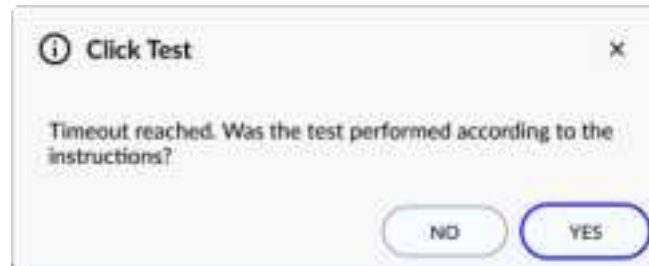 Click Test
Timeout reached. Was the test performed according to the
instructions?
NO YES